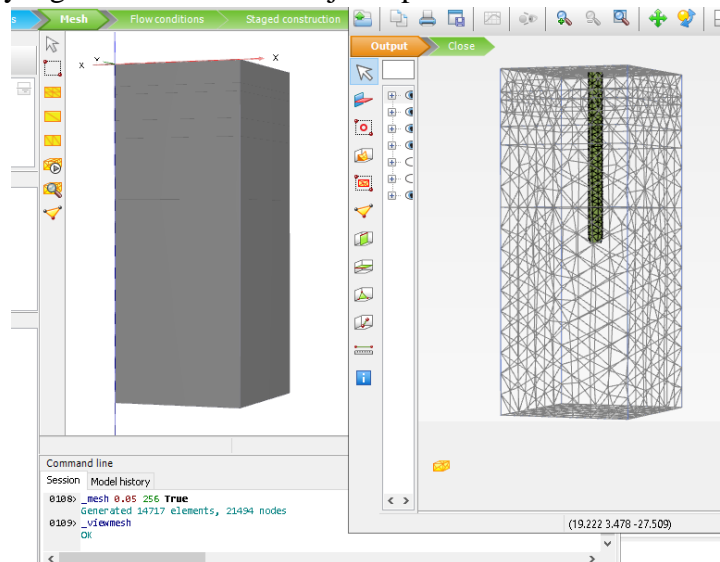 Mesh
Flow conditions
Staged construction
Output
Close
X
Y
X
Command line
Session
Model history
0108> _mesh 0.05 256 True
Generated 14717 elements, 21494 nodes
0109> _viewmesh
OK
(19.222 3.478 -27.509)